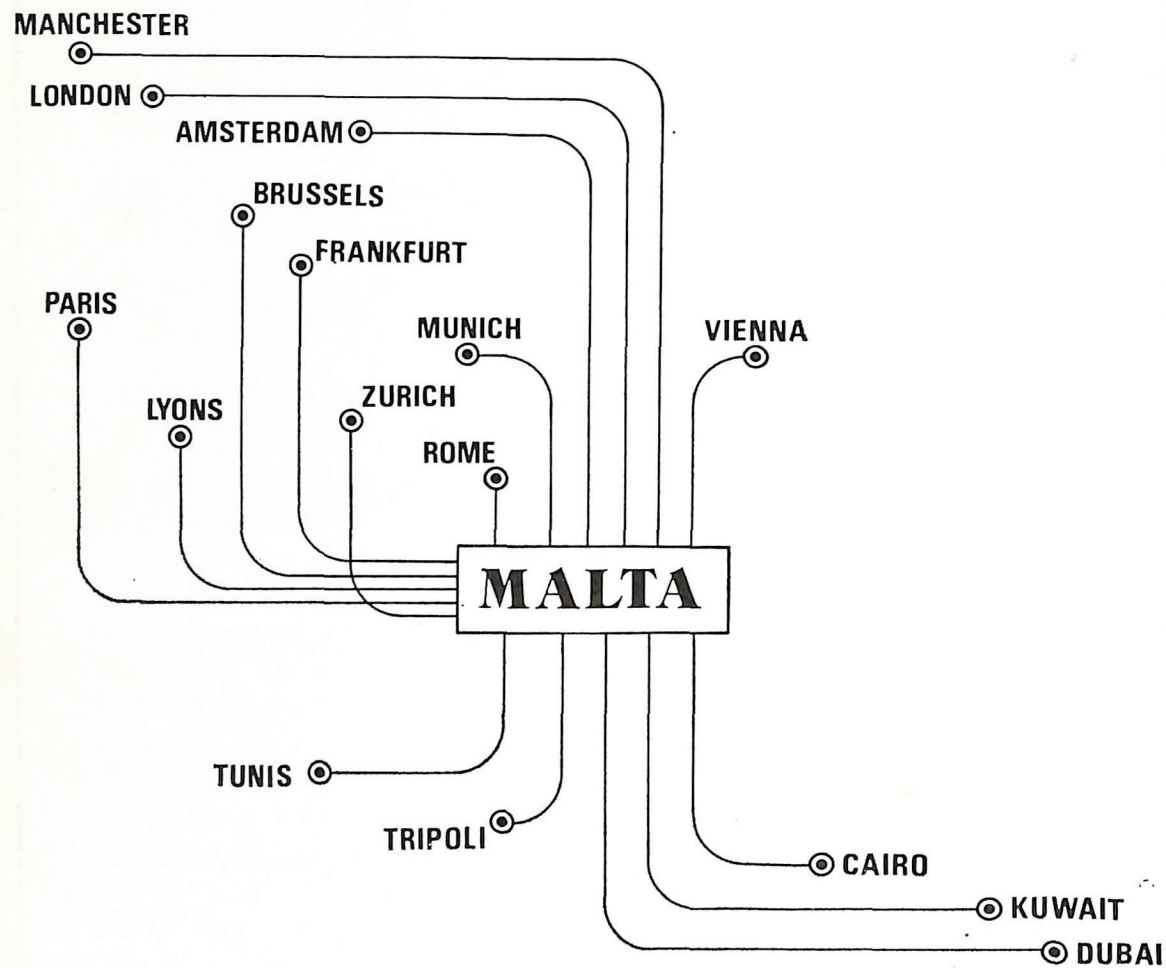 MANCHESTER
LONDON
AMSTERDAM
BRUSSELS
FRANKFURT
PARIS
MUNICH
VIENNA
ZURICH
LYONS
ROME
MALTA
TUNIS
TRIPOLI
CAIRO
KUWAIT
DUBAI